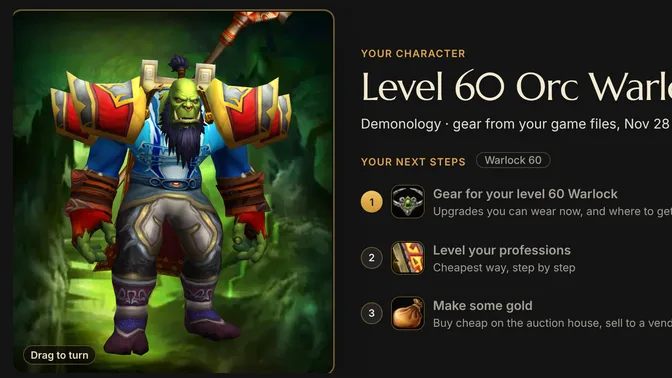 YOUR CHARACTER
Level 60 Orc Warl
Demonology · gear from your game files, Nov 28
YOUR NEXT STEPS
Warlock 60
1
Gear for your level 60 Warlock
Upgrades you can wear now, and where to get
2
Level your professions
Cheapest way, step by step
3
Make some gold
Buy cheap on the auction house, sell to a vend
Drag to turn